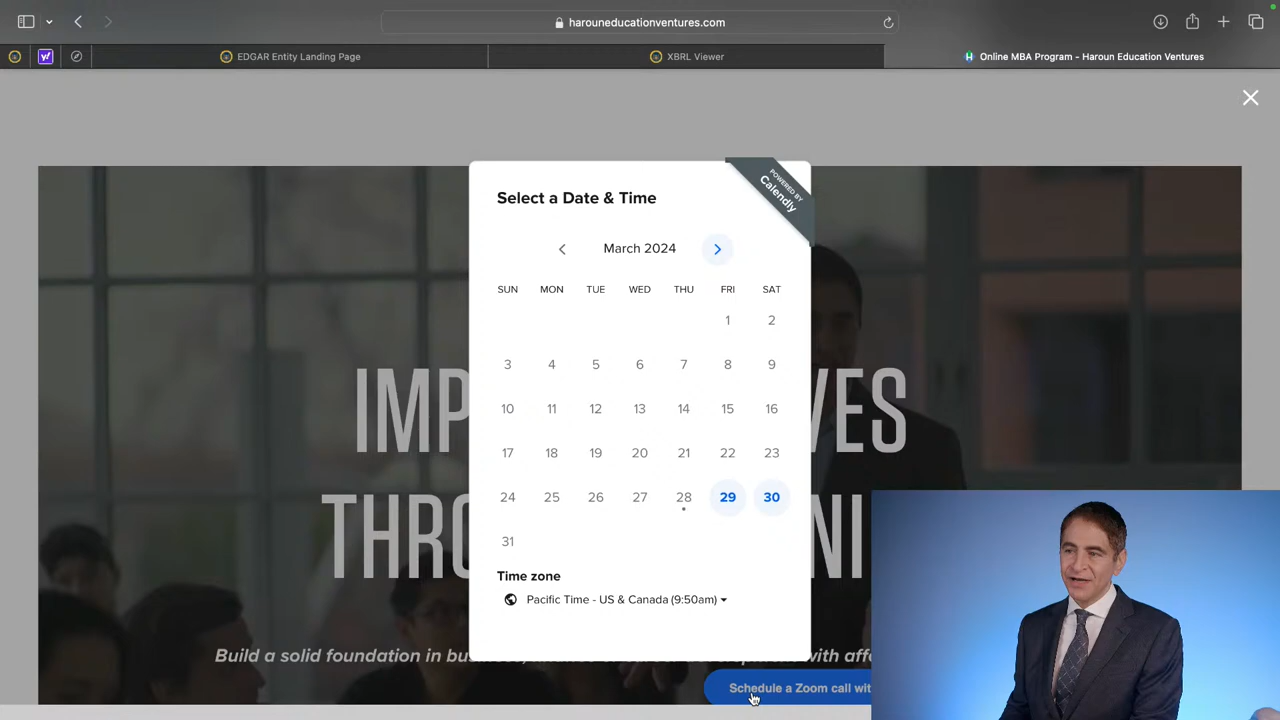 harouneducationventures.com
EDGAR Entity Landing Page
XBRL Viewer
Online MBA Program - Haroun Education Ventures
POWERED BY
Calendly
Select a Date & Time
March 2024
SUN MON TUE WED THU FRI SAT
1 2
3 4 5 6 7 8 9
10 11 12 13 14 15 16
17 18 19 20 21 22 23
24 25 26 27 28 29 30
31
Time zone
Pacific Time - US & Canada (9:50am)
IMP VES
THRO NI
Build a solid foundation in busine with aff
Schedule a Zoom call wit